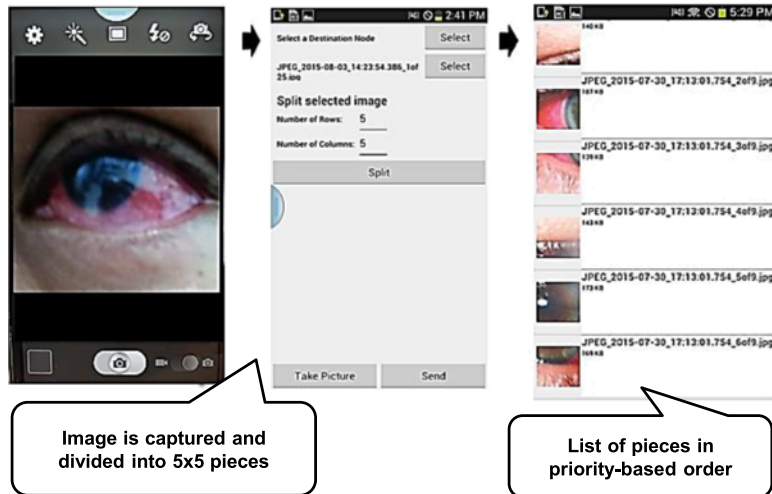 2:41 PM
Select a Destination Node
Select
JPEG_2015-08-03_14:23:54.386_1of
25.jpg
Select
Split selected image
Number of Rows: 5
Number of Columns: 5
Split
Take Picture
Send
5:29 PM
140 KB
JPEG_2015-07-30_17:13:01.754_2of9.jpg
JPEG_2015-07-30_17:13:01.754_3of9.jpg
JPEG_2015-07-30_17:13:01.754_4of9.jpg
JPEG_2015-07-30_17:13:01.754_5of9.jpg
173 KB
JPEG_2015-07-30_17:13:01.754_6of9.jpg
Image is captured and
divided into 5x5 pieces
List of pieces in
priority-based order